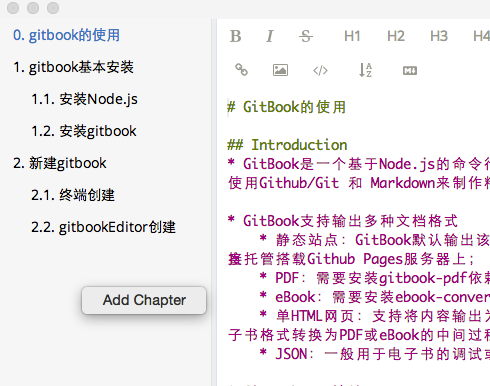 0. gitbook的使用
1. gitbook基本安装
1.1. 安装Node.js
1.2. 安装gitbook
2. 新建gitbook
2.1. 终端创建
2.2. gitbookEditor创建
Add Chapter
B I S H1 H2 H3 H4
# GitBook的使用
## Introduction
* GitBook是一个基于Node.js的命令行
使用Github/Git 和 Markdown来制作
* GitBook支持输出多种文档格式
* 静态站点：GitBook默认输出该
接托管搭载Github Pages服务器上；
* PDF：需要安装gitbook-pdf依赖
* eBook：需要安装ebook-conver
* 单HTML网页：支持将内容输出为
子书格式转换为PDF或eBook的中间过程
* JSON：一般用于电子书的调试或